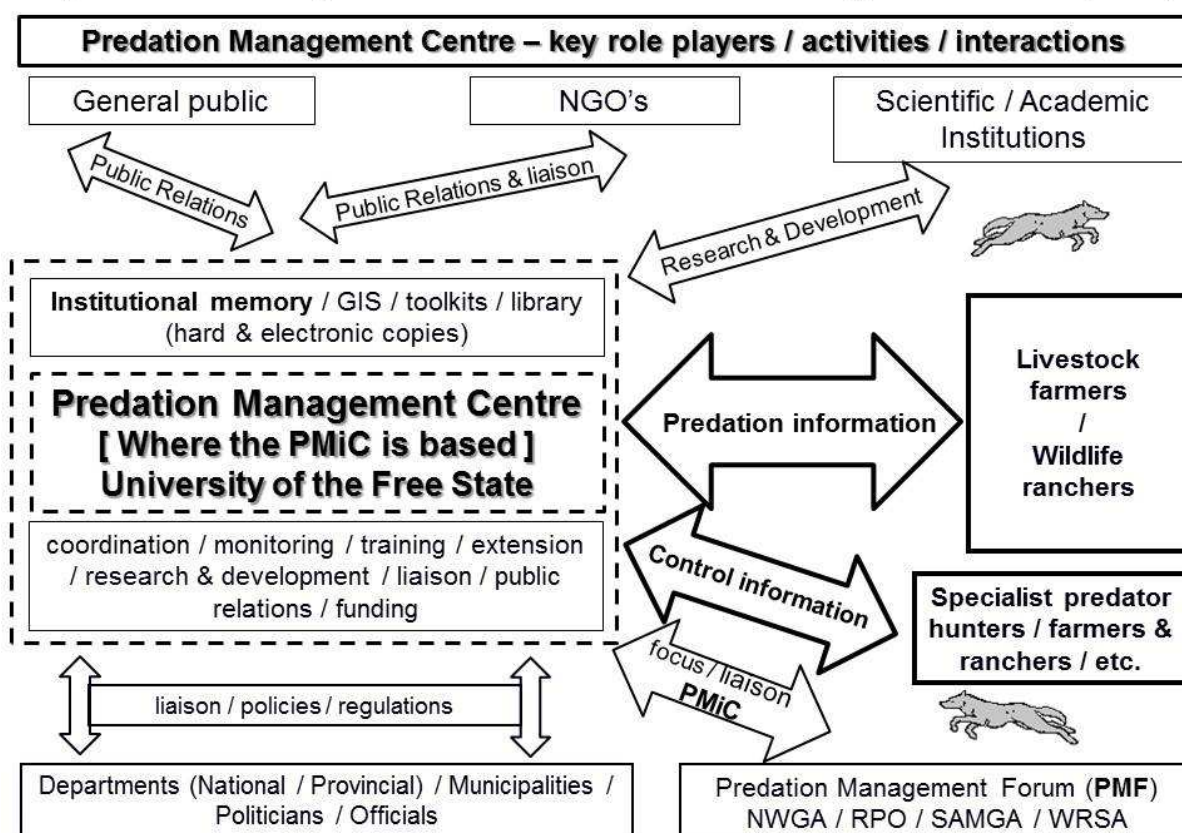 Predation Management Centre – key role players / activities / interactions
General public
NGO's
Scientific / Academic
Institutions
Public Relations
Public Relations & liaison
Research & Development
Institutional memory / GIS / toolkits / library
(hard & electronic copies)
Predation Management Centre
[ Where the PMiC is based ]
University of the Free State
coordination / monitoring / training / extension
/ research & development / liaison / public
relations / funding
Predation information
Livestock
farmers
/
Wildlife
ranchers
Control information
Specialist predator
hunters / farmers &
ranchers / etc.
focus / liaison
PMiC
liaison / policies / regulations
Departments (National / Provincial) / Municipalities /
Politicians / Officials
Predation Management Forum (PMF)
NWGA / RPO / SAMGA / WRSA